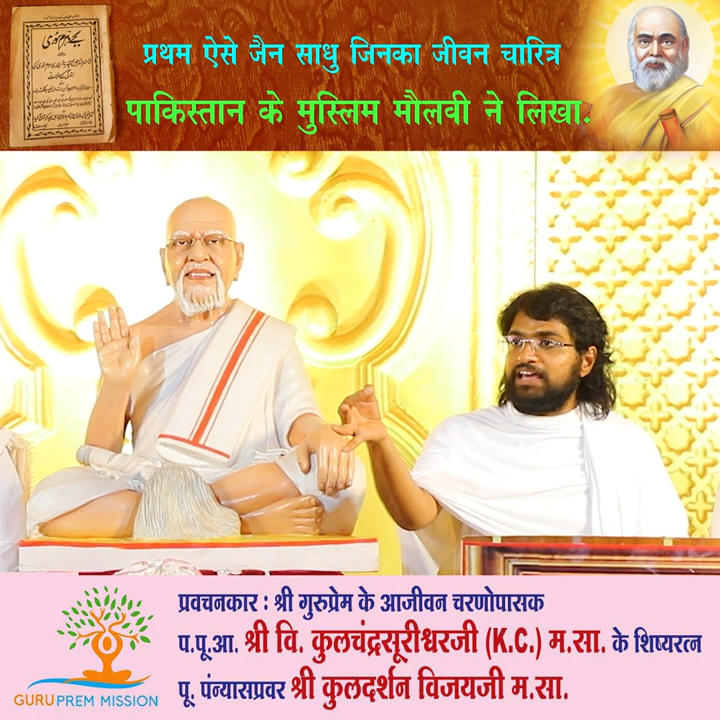 प्रथम ऐसे जैन साधु जिनका जीवन चारित्र
पाकिस्तान के मुस्लिम मौलवी ने लिखा.
प्रवचनकार : श्री गुरुप्रेम के आजीवन चरणोपासक
प.पू.आ. श्री वि. कुलचंद्रसूरीश्वरजी (K.C.) म.सा. के शिष्यरत्न
पू. पंन्यासप्रवर श्री कुलदर्शन विजयजी म.सा.
GURU PREM MISSION